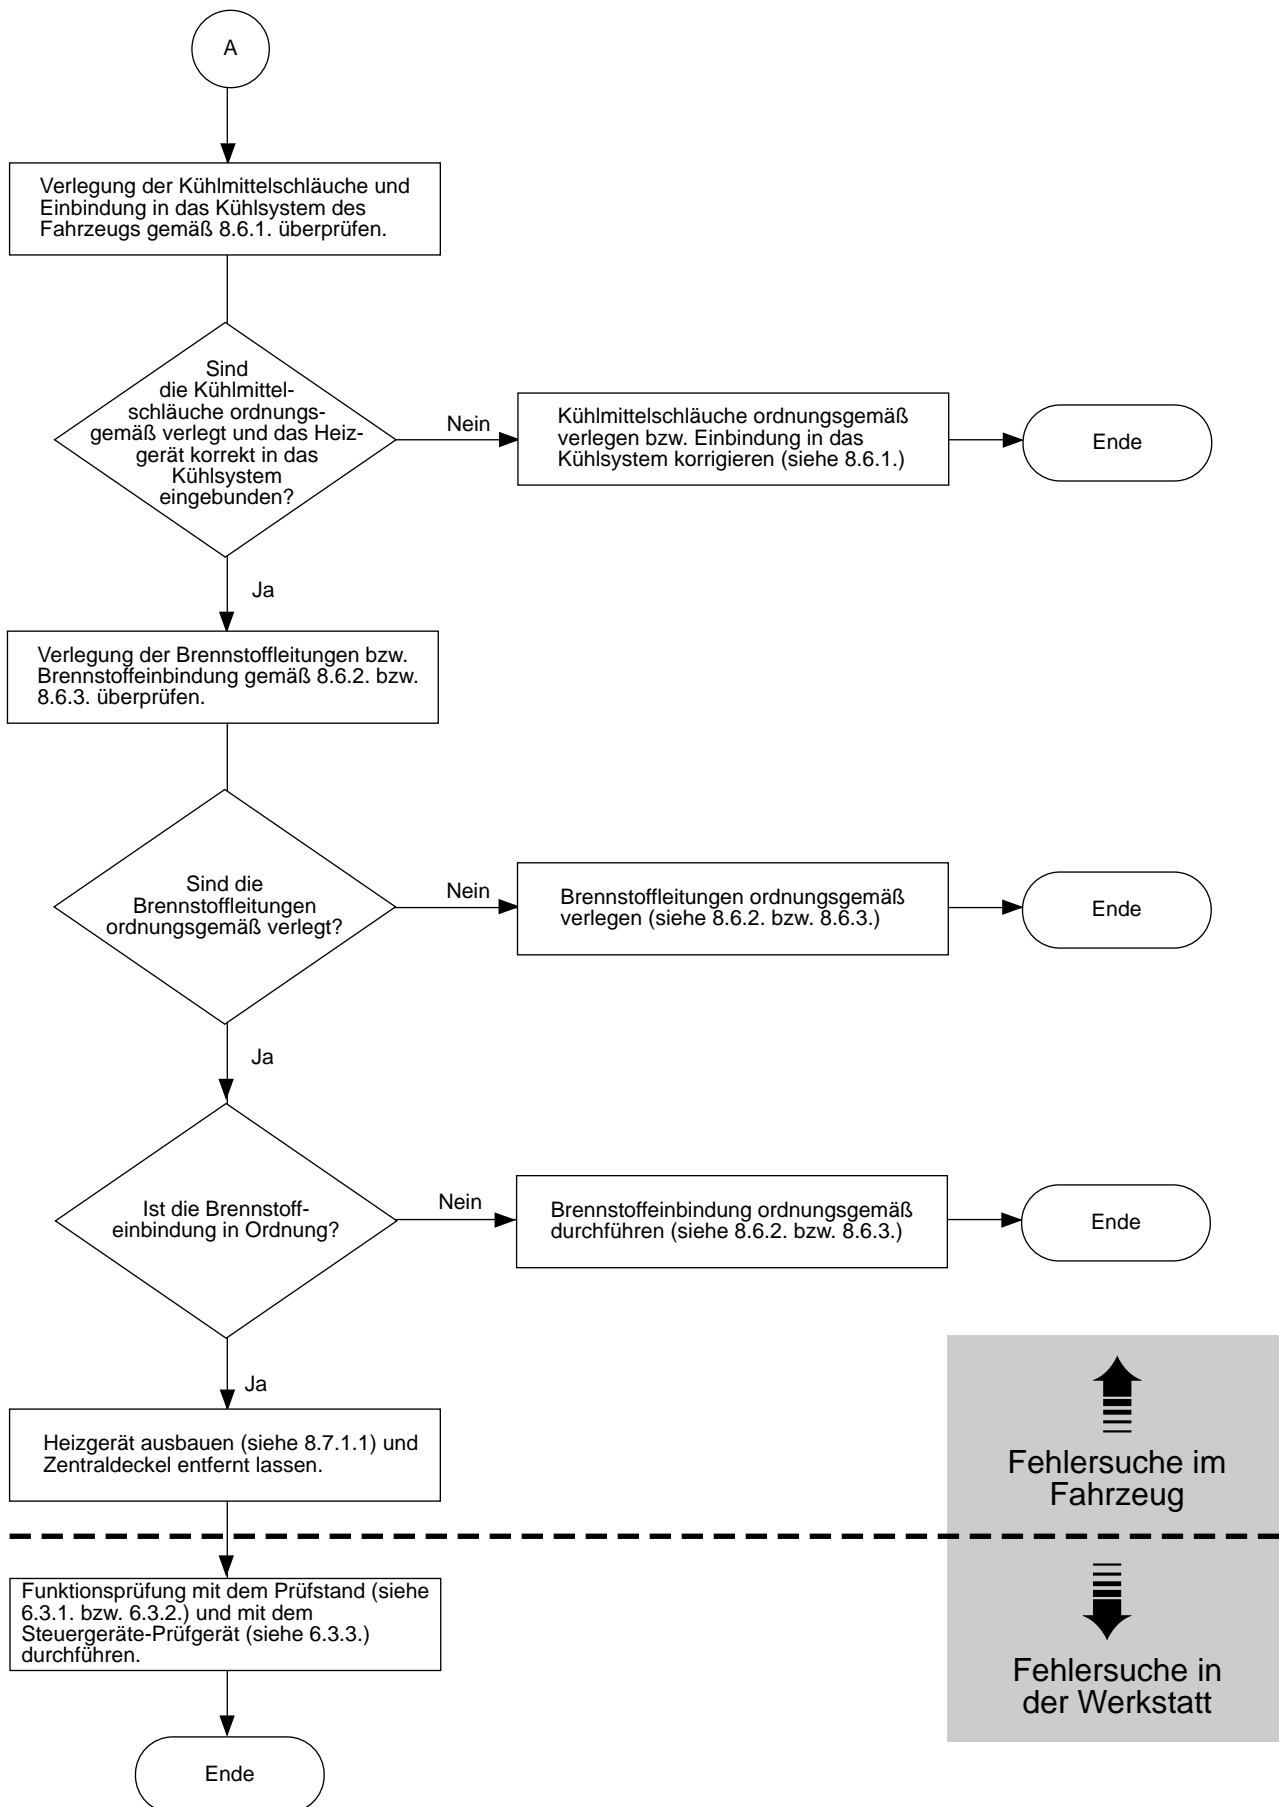 A
Verlegung der Kühlmittelschläuche und
Einbindung in das Kühlsystem des
Fahrzeugs gemäß 8.6.1. überprüfen.
Sind
die Kühlmittel-
schläuche ordnungs-
gemäß verlegt und das Heiz-
gerät korrekt in das
Kühlsystem
eingebunden?
Nein
Kühlmittelschläuche ordnungsgemäß
verlegen bzw. Einbindung in das
Kühlsystem korrigieren (siehe 8.6.1.)
Ende
Ja
Verlegung der Brennstoffleitungen bzw.
Brennstoffeinbindung gemäß 8.6.2. bzw.
8.6.3. überprüfen.
Sind die
Brennstoffleitungen
ordnungsgemäß verlegt?
Nein
Brennstoffleitungen ordnungsgemäß
verlegen (siehe 8.6.2. bzw. 8.6.3.)
Ende
Ja
Ist die Brennstoff-
einbindung in Ordnung?
Nein
Brennstoffeinbindung ordnungsgemäß
durchführen (siehe 8.6.2. bzw. 8.6.3.)
Ende
Ja
Heizgerät ausbauen (siehe 8.7.1.1) und
Zentraldeckel entfernt lassen.
Fehlersuche im
Fahrzeug
Funktionsprüfung mit dem Prüfstand (siehe
6.3.1. bzw. 6.3.2.) und mit dem
Steuergeräte-Prüfgerät (siehe 6.3.3.)
durchführen.
Fehlersuche in
der Werkstatt
Ende